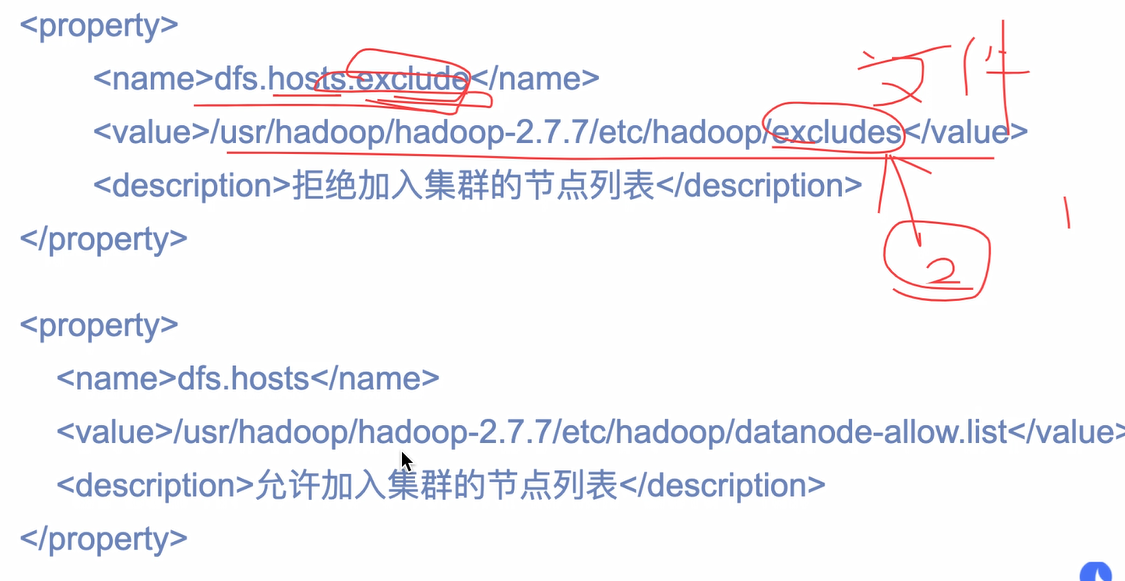 <property>
<name>dfs.hosts.exclude</name>
文件
<value>/usr/hadoop/hadoop-2.7.7/etc/hadoop/excludes</value>
<description>拒绝加入集群的节点列表</description>
2
<property>
</property>
<name>dfs.hosts</name>
<value>/usr/hadoop/hadoop-2.7.7/etc/hadoop/datanode-allow.list</value>
<description>允许加入集群的节点列表</description>
</property>